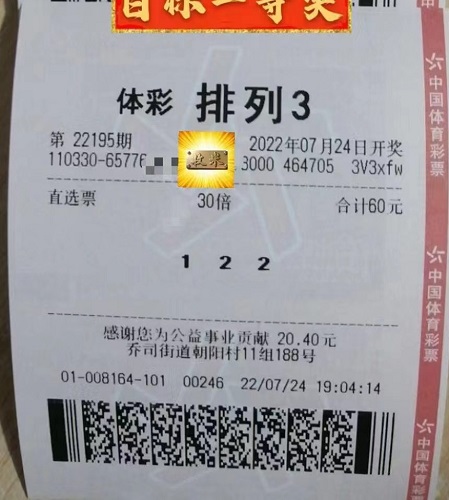 目标一等奖
体彩 排列3
第 22195期 2022年07月24日开奖
110330-65776 3000 464705 3V3xfw
直选票 30倍 合计60元
1 2 2
感谢您为公益事业贡献 20.40元
乔司街道朝阳村11组188号
01-008164-101 00246 22/07/24 19:04:14
中国体育彩票
中国体育彩票
中国体育彩票